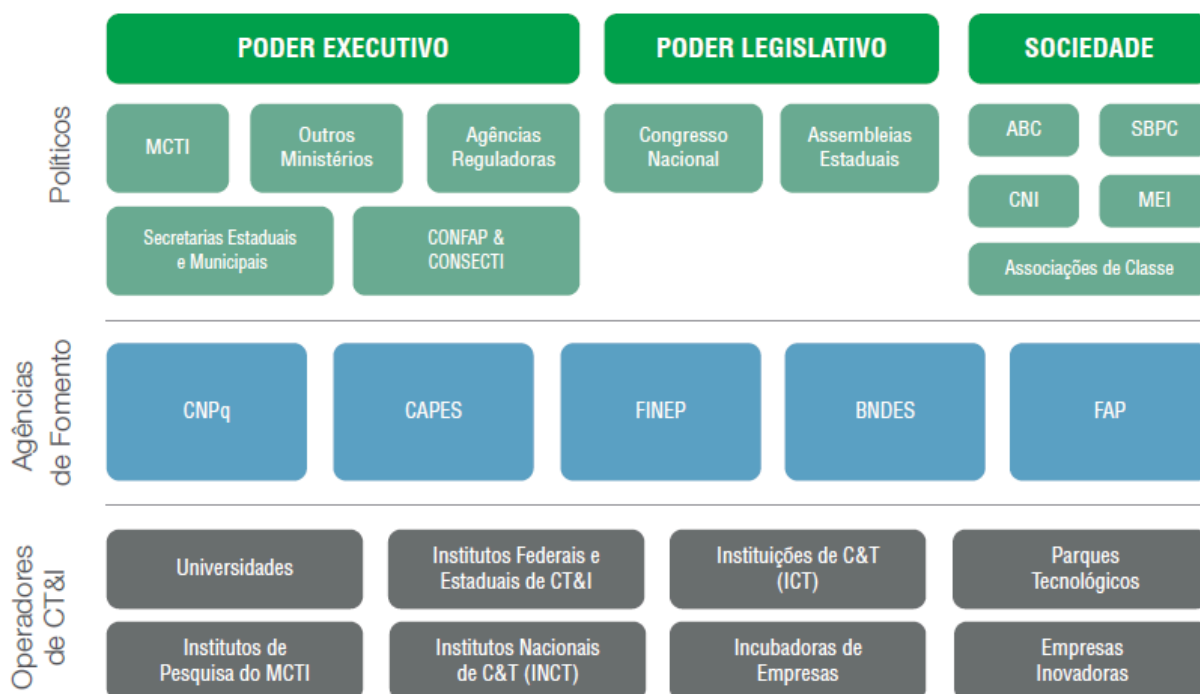 PODER EXECUTIVO
PODER LEGISLATIVO
SOCIEDADE
Políticos
MCTI
Outros
Ministérios
Agências
Reguladoras
Congresso
Nacional
Assembleias
Estaduais
ABC
SBPC
CNI
MEI
Secretarias Estaduais
e Municipais
CONFAP &
CONSECTI
Associações de Classe
Agências
de Fomento
CNPq
CAPES
FINEP
BNDES
FAP
Operadores
de CT&I
Universidades
Institutos Federais e
Estaduais de CT&I
Instituições de C&T
(ICT)
Parques
Tecnológicos
Institutos de
Pesquisa do MCTI
Institutos Nacionais
de C&T (INCT)
Incubadoras de
Empresas
Empresas
Inovadoras